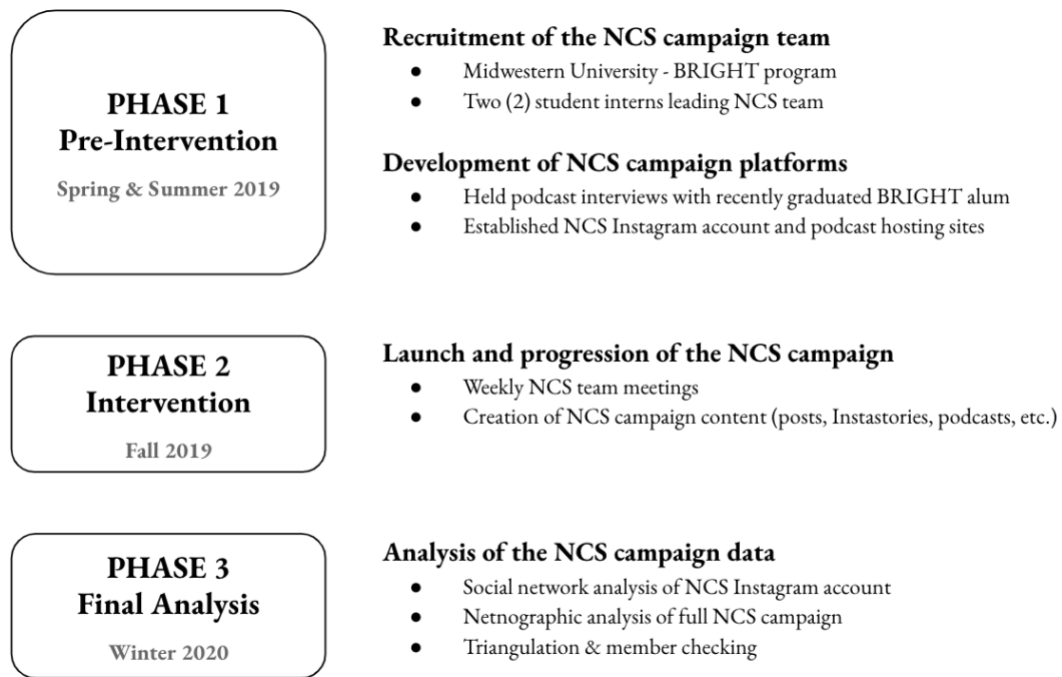 PHASE 1
Pre-Intervention
Spring & Summer 2019
Recruitment of the NCS campaign team
● Midwestern University - BRIGHT program
● Two (2) student interns leading NCS team
Development of NCS campaign platforms
● Held podcast interviews with recently graduated BRIGHT alum
● Established NCS Instagram account and podcast hosting sites
PHASE 2
Intervention
Fall 2019
Launch and progression of the NCS campaign
● Weekly NCS team meetings
● Creation of NCS campaign content (posts, Instastories, podcasts, etc.)
PHASE 3
Final Analysis
Winter 2020
Analysis of the NCS campaign data
● Social network analysis of NCS Instagram account
● Netnographic analysis of full NCS campaign
● Triangulation & member checking